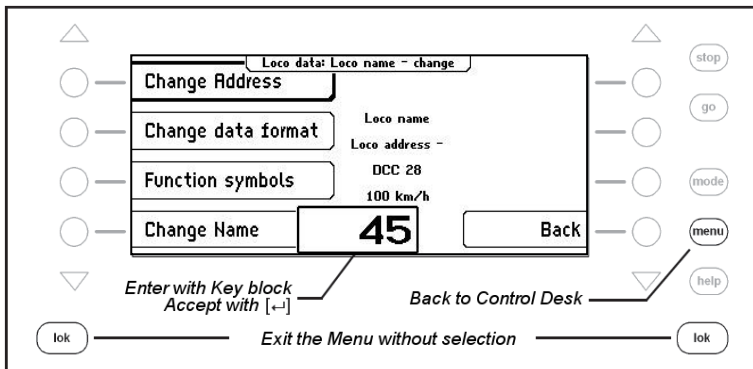 Loco data: Loco name - change
stop
Change Address
go
Loco name
Change data format
Loco address -
DCC 28
Function symbols
mode
100 km/h
Change Name
45
Back
menu
Enter with Key block
Accept with [↵]
Back to Control Desk
help
lok
Exit the Menu without selection
lok